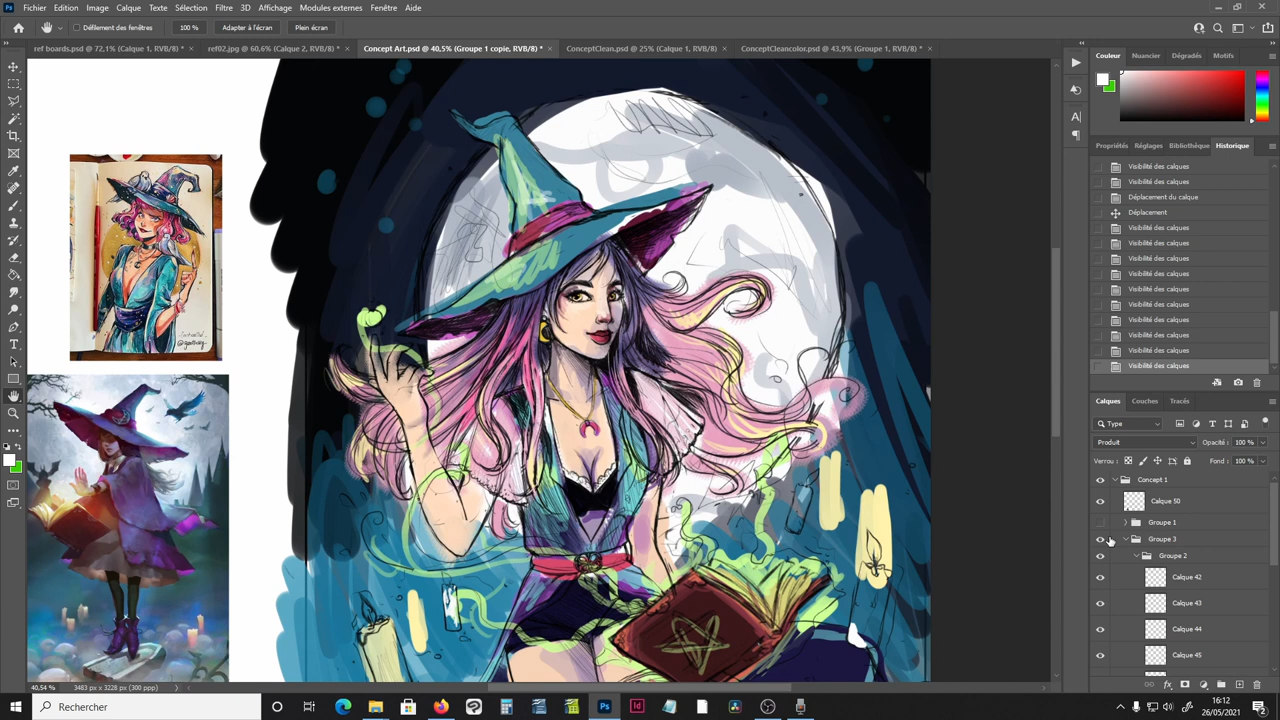 Fichier Edition Image Calque Texte Sélection Filtre 3D Affichage Modules externes Fenêtre Aide
Défilement des fenêtres 100 % Adapter à l'écran Plein écran
ref boards.psd @ 72,1% (Calque 1, RVB/8) * ref02.jpg @ 60,6% (Calque 2, RVB/8) * Concept Art.psd @ 40,5% (Groupe 1 copie, RVB/8) * ConceptClean.psd @ 25% (Calque 1, RVB/8) ConceptCleancolor.psd @ 43,9% (Groupe 1, RVB/8) *
Couleur Nuancier Dégradés Motifs
Propriétés Réglages Bibliothèque Historique
Visibilité des calques
Visibilité des calques
Déplacement du calque
Déplacement
Visibilité des calques
Visibilité des calques
Visibilité des calques
Visibilité des calques
Visibilité des calques
Visibilité des calques
Visibilité des calques
Visibilité des calques
Visibilité des calques
Visibilité des calques
Calques Couches Tracés
Type
Produit Opacité : 100 %
Verrou : Fond : 100 %
Concept 1
Calque 50
Groupe 1
Groupe 3
Groupe 2
Calque 42
Calque 43
Calque 44
Calque 45
40,54 % 3483 px x 3228 px (300 ppp)
Rechercher
16:12
26/05/2021